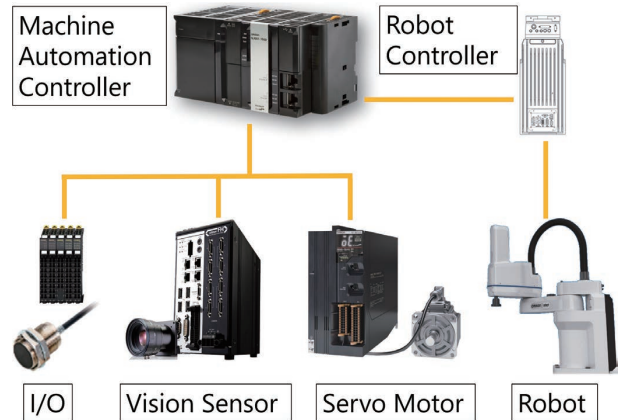 Machine
Automation
Controller
Robot
Controller
I/O
Vision Sensor
Servo Motor
Robot